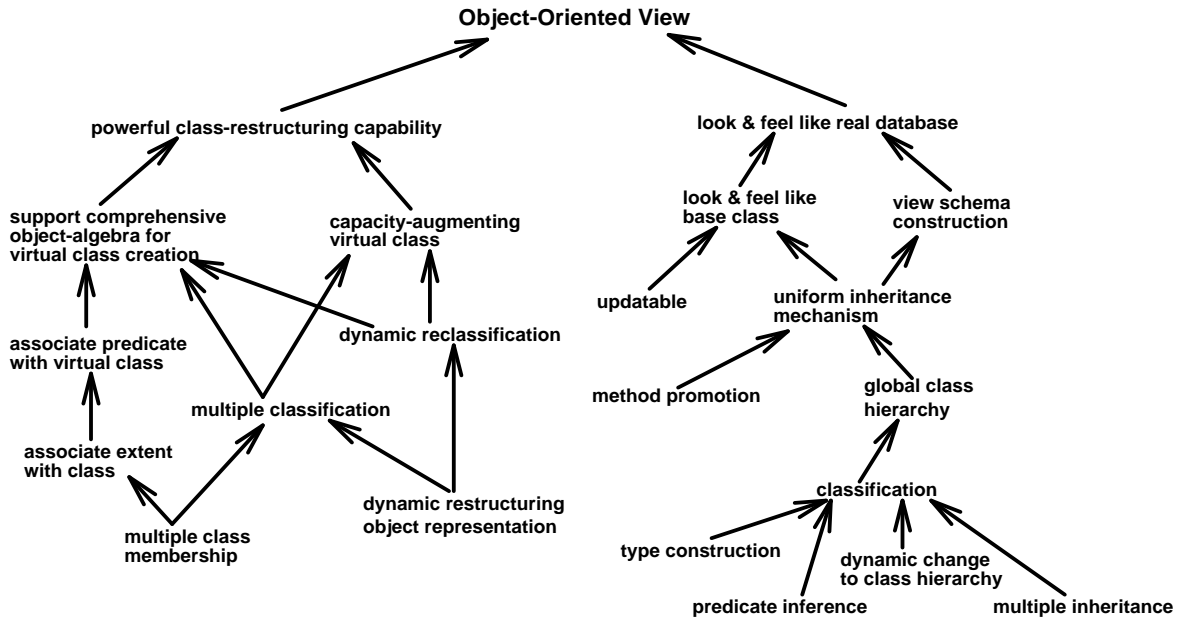 Object-Oriented View
powerful class-restructuring capability
look & feel like real database
support comprehensive
object-algebra for
virtual class creation
capacity-augmenting
virtual class
look & feel like
base class
view schema
construction
updatable
uniform inheritance
mechanism
associate predicate
with virtual class
dynamic reclassification
method promotion
global class
hierarchy
multiple classification
associate extent
with class
classification
dynamic restructuring
object representation
multiple class
membership
type construction
dynamic change
to class hierarchy
predicate inference
multiple inheritance